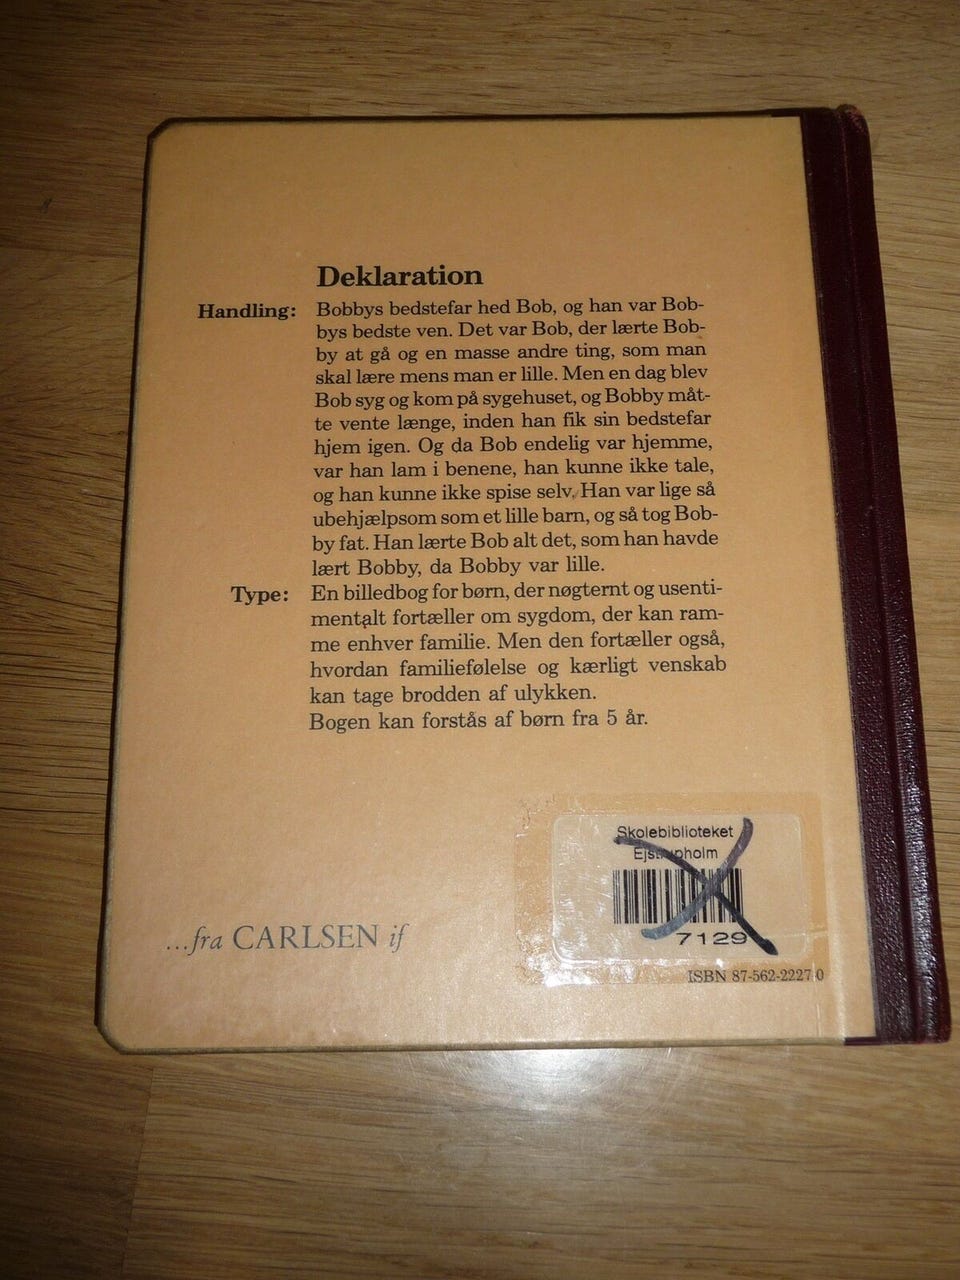 Deklaration
Handling: Bobbys bedstefar hed Bob, og han var Bob-
bys bedste ven. Det var Bob, der lærte Bob-
by at gå og en masse andre ting, som man
skal lære mens man er lille. Men en dag blev
Bob syg og kom på sygehuset, og Bobby måt-
te vente længe, inden han fik sin bedstefar
hjem igen. Og da Bob endelig var hjemme,
var han lam i benene, han kunne ikke tale,
og han kunne ikke spise selv. Han var lige så
ubehjælpsom som et lille barn, og så tog Bob-
by fat. Han lærte Bob alt det, som han havde
lært Bobby, da Bobby var lille.
Type: En billedbog for børn, der nøgternt og usenti-
mentalt fortæller om sygdom, der kan ram-
me enhver familie. Men den fortæller også,
hvordan familiefølelse og kærligt venskab
kan tage brodden af ulykken.
Bogen kan forstås af børn fra 5 år.
Skolebiblioteket
Ejstrupholm
7129
...fra CARLSEN if
ISBN 87-562-2227-0